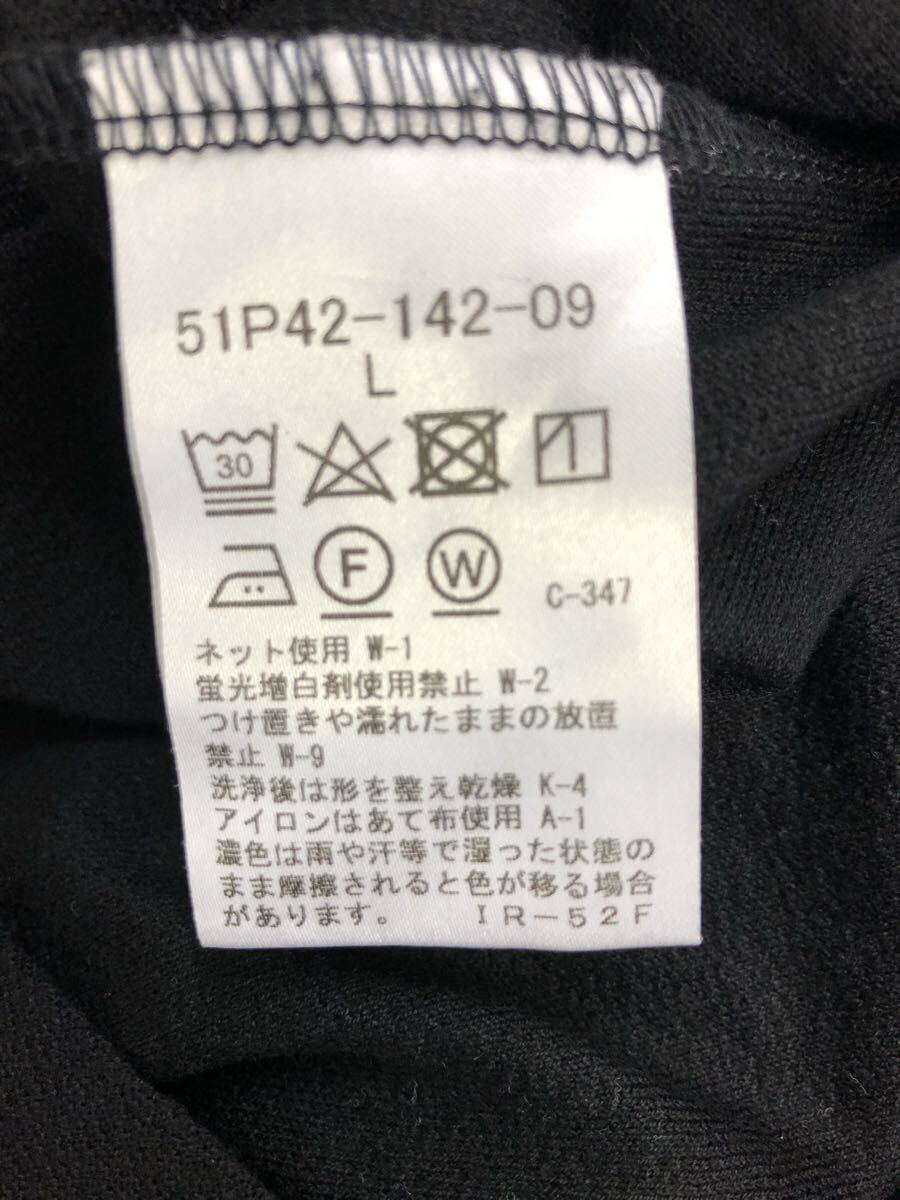 51P42-142-09
L
30
F W C-347
ネット使用 W-1
蛍光増白剤使用禁止 W-2
つけ置きや濡れたままの放置
禁止 W-9
洗浄後は形を整え乾燥 K-4
アイロンはあて布使用 A-1
濃色は雨や汗等で湿った状態の
まま摩擦されると色が移る場合
があります。 IR-52F